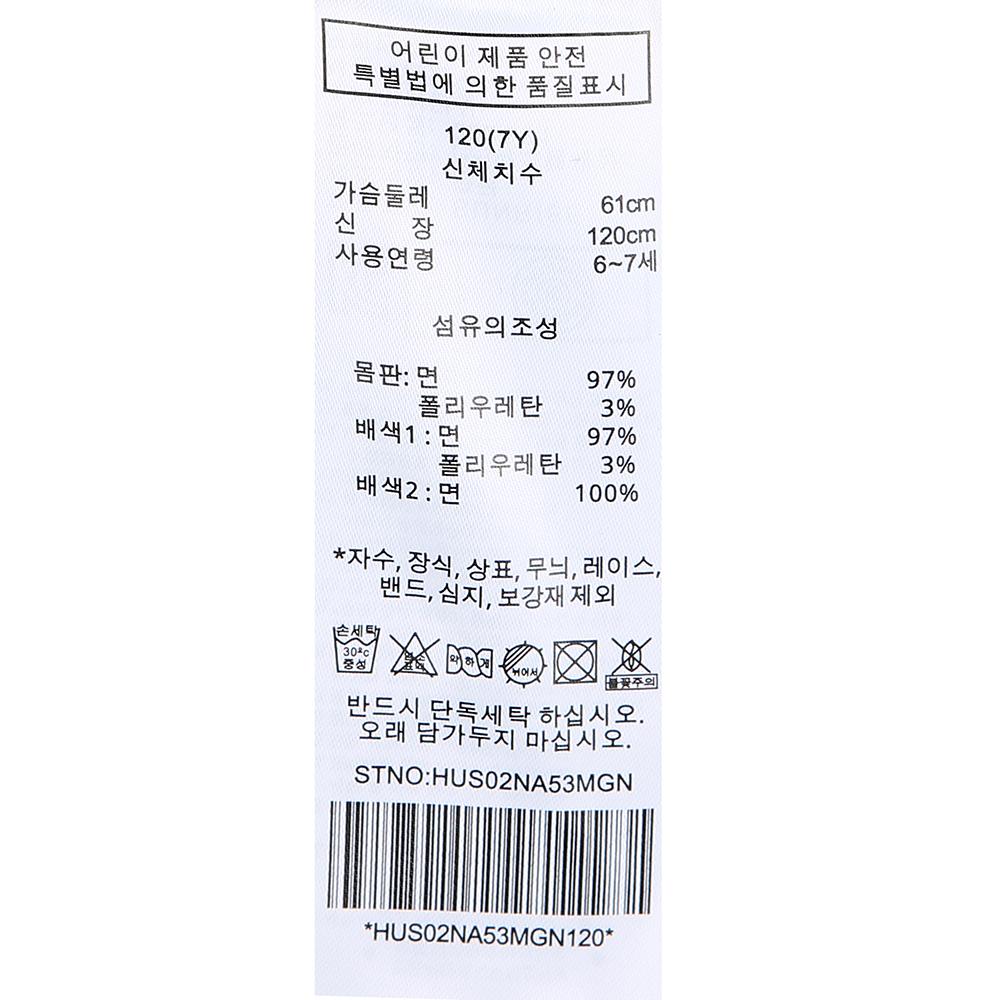 어린이 제품 안전
특별법에 의한 품질표시
120(7Y)
신체치수
가슴둘레 61cm
신 장 120cm
사용연령 6~7세
섬유의조성
몸판: 면 97%
폴리우레탄 3%
배색1 : 면 97%
폴리우레탄 3%
배색2 : 면 100%
*자수, 장식, 상표, 무늬, 레이스,
밴드, 심지, 보강재 제외
손세탁
30°c
중성
염소
표백
약하게
뉘어서
불꽃주의
반드시 단독세탁 하십시오.
오래 담가두지 마십시오.
STNO:HUS02NA53MGN
*HUS02NA53MGN120*